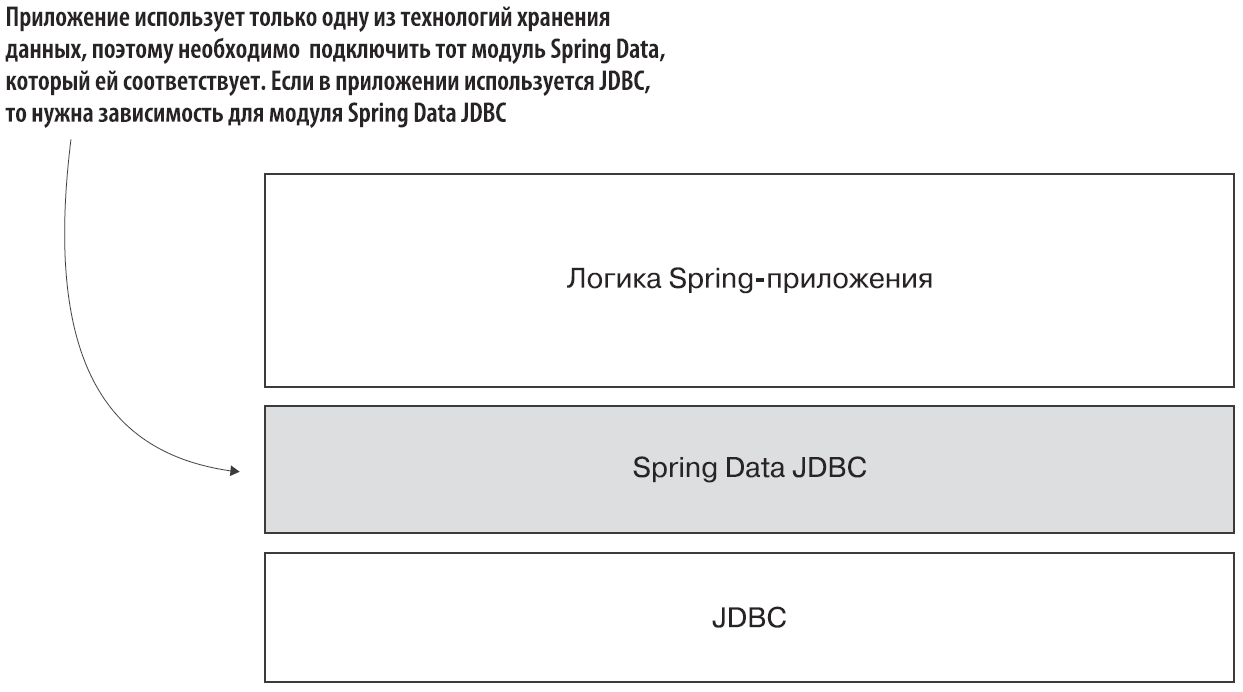 Приложение использует только одну из технологий хранения
данных, поэтому необходимо подключить тот модуль Spring Data,
который ей соответствует. Если в приложении используется JDBC,
то нужна зависимость для модуля Spring Data JDBC
Логика Spring-приложения
Spring Data JDBC
JDBC